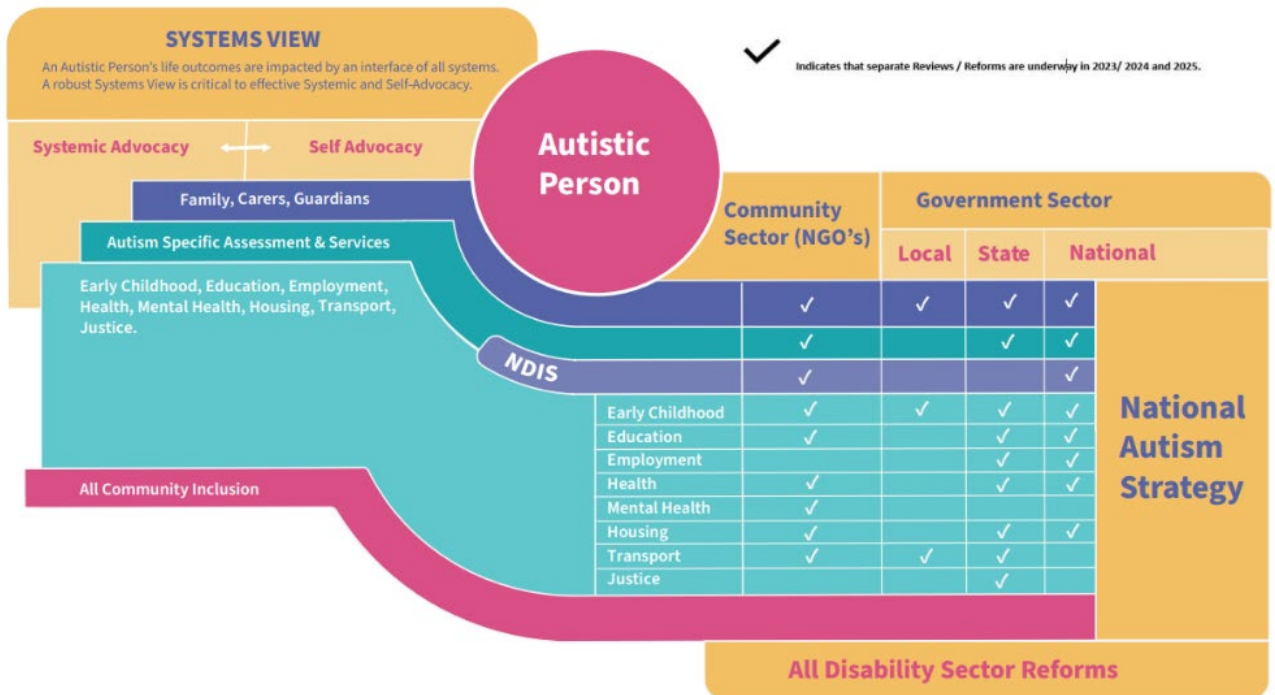 SYSTEMS VIEW
An Autistic Person's life outcomes are impacted by an interface of all systems.
A robust Systems View is critical to effective Systemic and Self-Advocacy.
✓ Indicates that separate Reviews / Reforms are underway in 2023/ 2024 and 2025.
Systemic Advocacy
Self Advocacy
Autistic
Person
Family, Carers, Guardians
Autism Specific Assessment & Services
Early Childhood, Education, Employment,
Health, Mental Health, Housing, Transport,
Justice.
All Community Inclusion
NDIS
Community
Sector (NGO's)
Government Sector
Local State National
✓ ✓ ✓ ✓
✓ ✓ ✓
✓ ✓
Early Childhood ✓ ✓ ✓ ✓
Education ✓ ✓ ✓
Employment ✓ ✓
Health ✓ ✓ ✓
Mental Health ✓
Housing ✓ ✓ ✓
Transport ✓ ✓ ✓
Justice ✓
National
Autism
Strategy
All Disability Sector Reforms